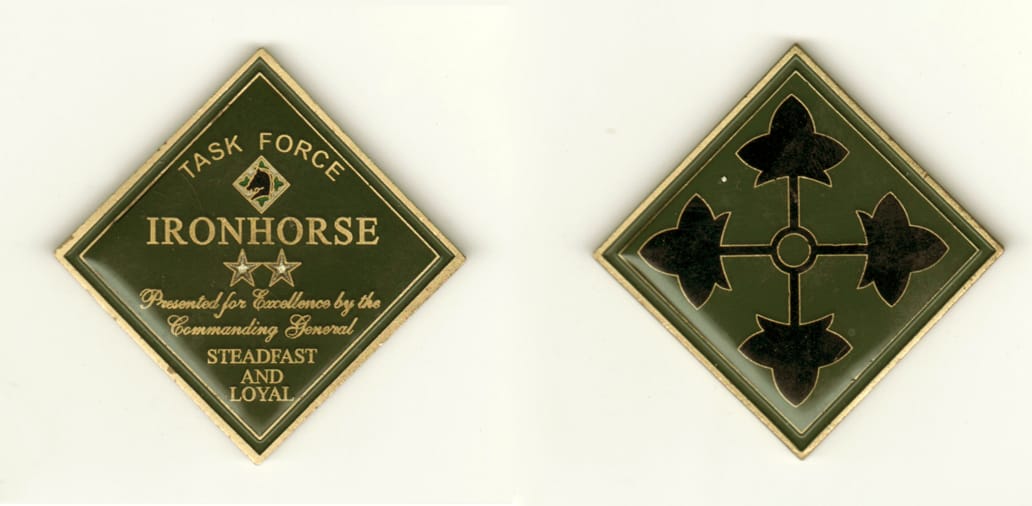 TASK FORCE
IRONHORSE
Presented for Excellence by the
Commanding General
STEADFAST
AND
LOYAL